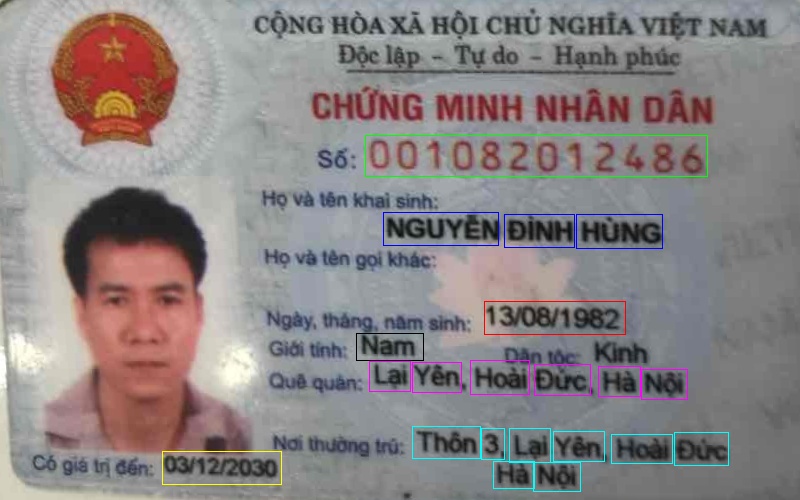 CỘNG HÒA XÃ HỘI CHỦ NGHĨA VIỆT NAM
Độc lập - Tự do - Hạnh phúc
CHỨNG MINH NHÂN DÂN
Số: 001082012486
Họ và tên khai sinh:
NGUYỄN ĐÌNH HÙNG
Họ và tên gọi khác:
Ngày, tháng, năm sinh: 13/08/1982
Giới tính: Nam Dân tộc: Kinh
Quê quán: Lại Yên, Hoài Đức, Hà Nội
Nơi thường trú: Thôn 3, Lại Yên, Hoài Đức
Hà Nội
Có giá trị đến: 03/12/2030